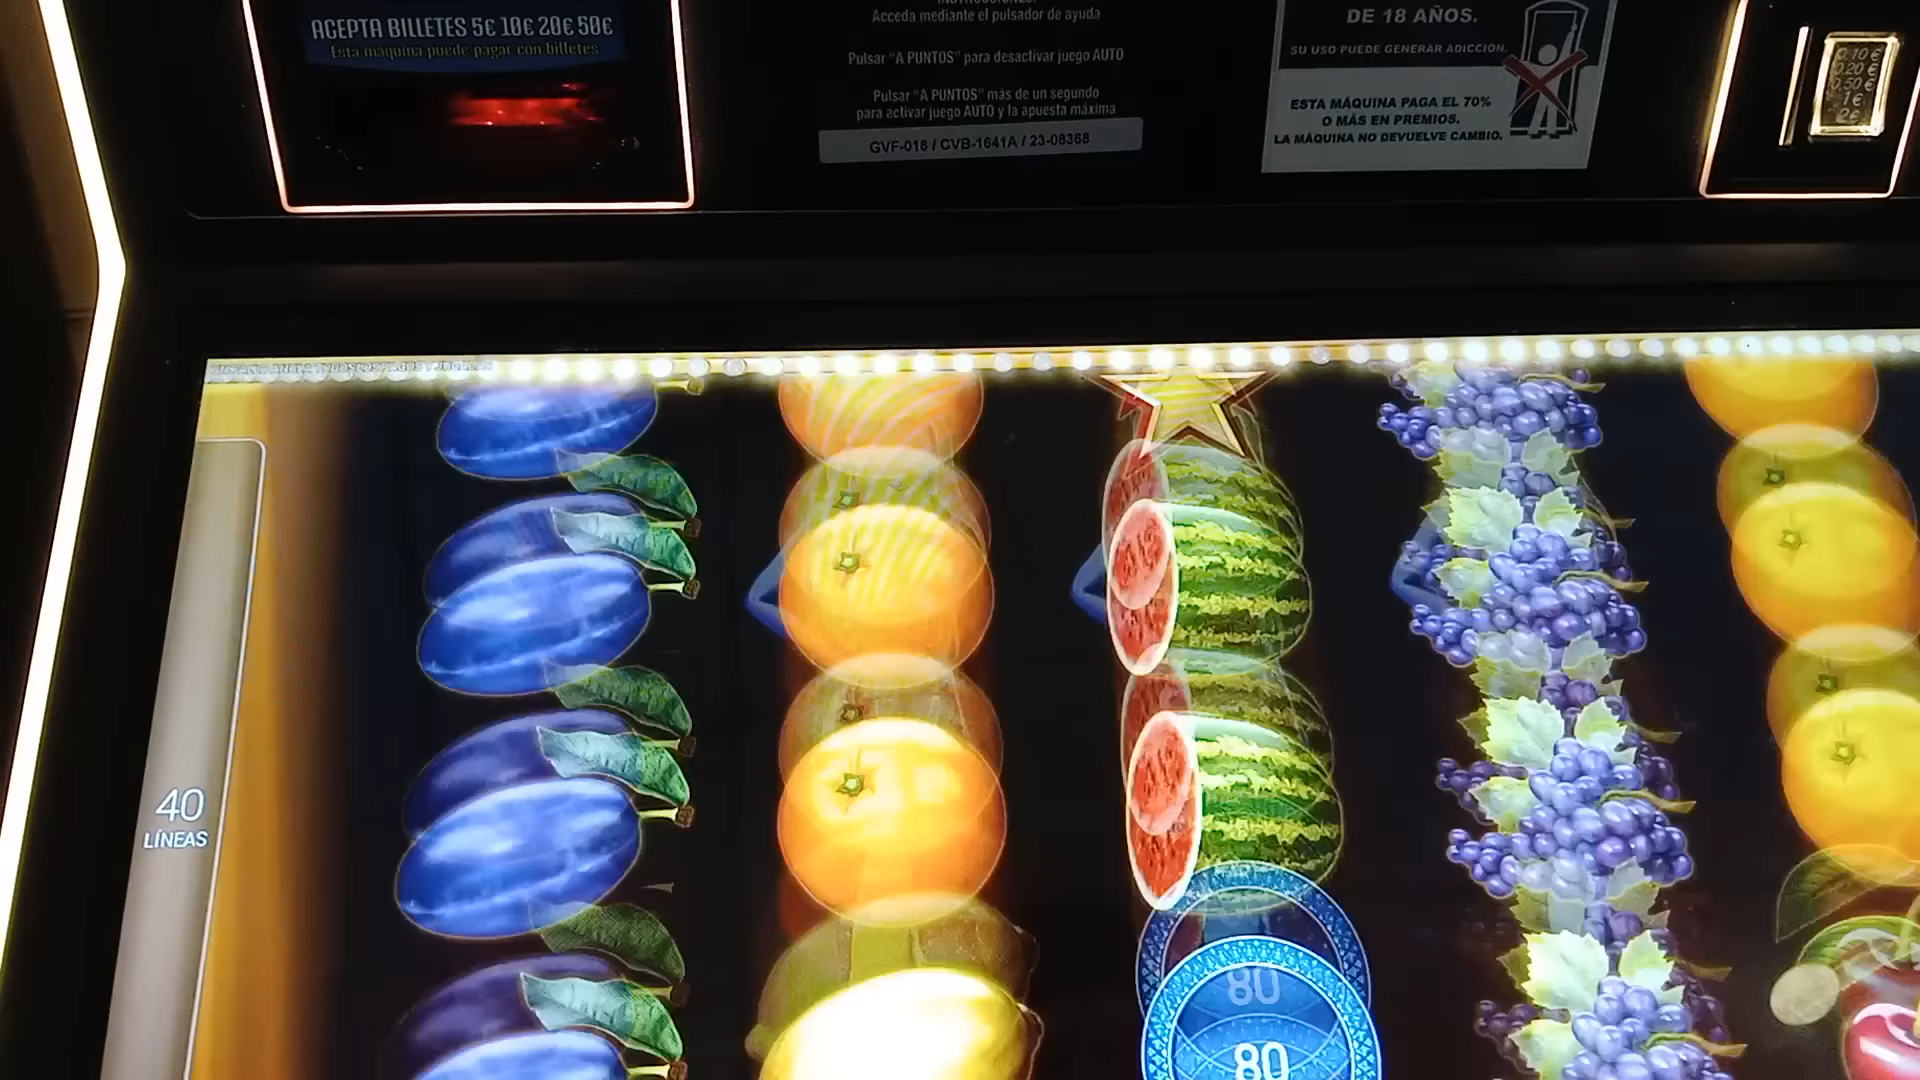 ACEPTA BILLETES 5€ 10€ 20€ 50€
Esta máquina puede pagar con billetes
Acceda mediante el pulsador de ayuda
Pulsar "A PUNTOS" para desactivar juego AUTO
Pulsar "A PUNTOS" más de un segundo
para activar juego AUTO y la apuesta máxima
GVF-018 / CVB-1641A / 23-08368
DE 18 AÑOS.
SU USO PUEDE GENERAR ADICCIÓN.
ESTA MÁQUINA PAGA EL 70%
O MÁS EN PREMIOS.
LA MÁQUINA NO DEVUELVE CAMBIO.
0.10 €
0.20 €
0.50 €
1 €
2 €
40
LÍNEAS
80
80